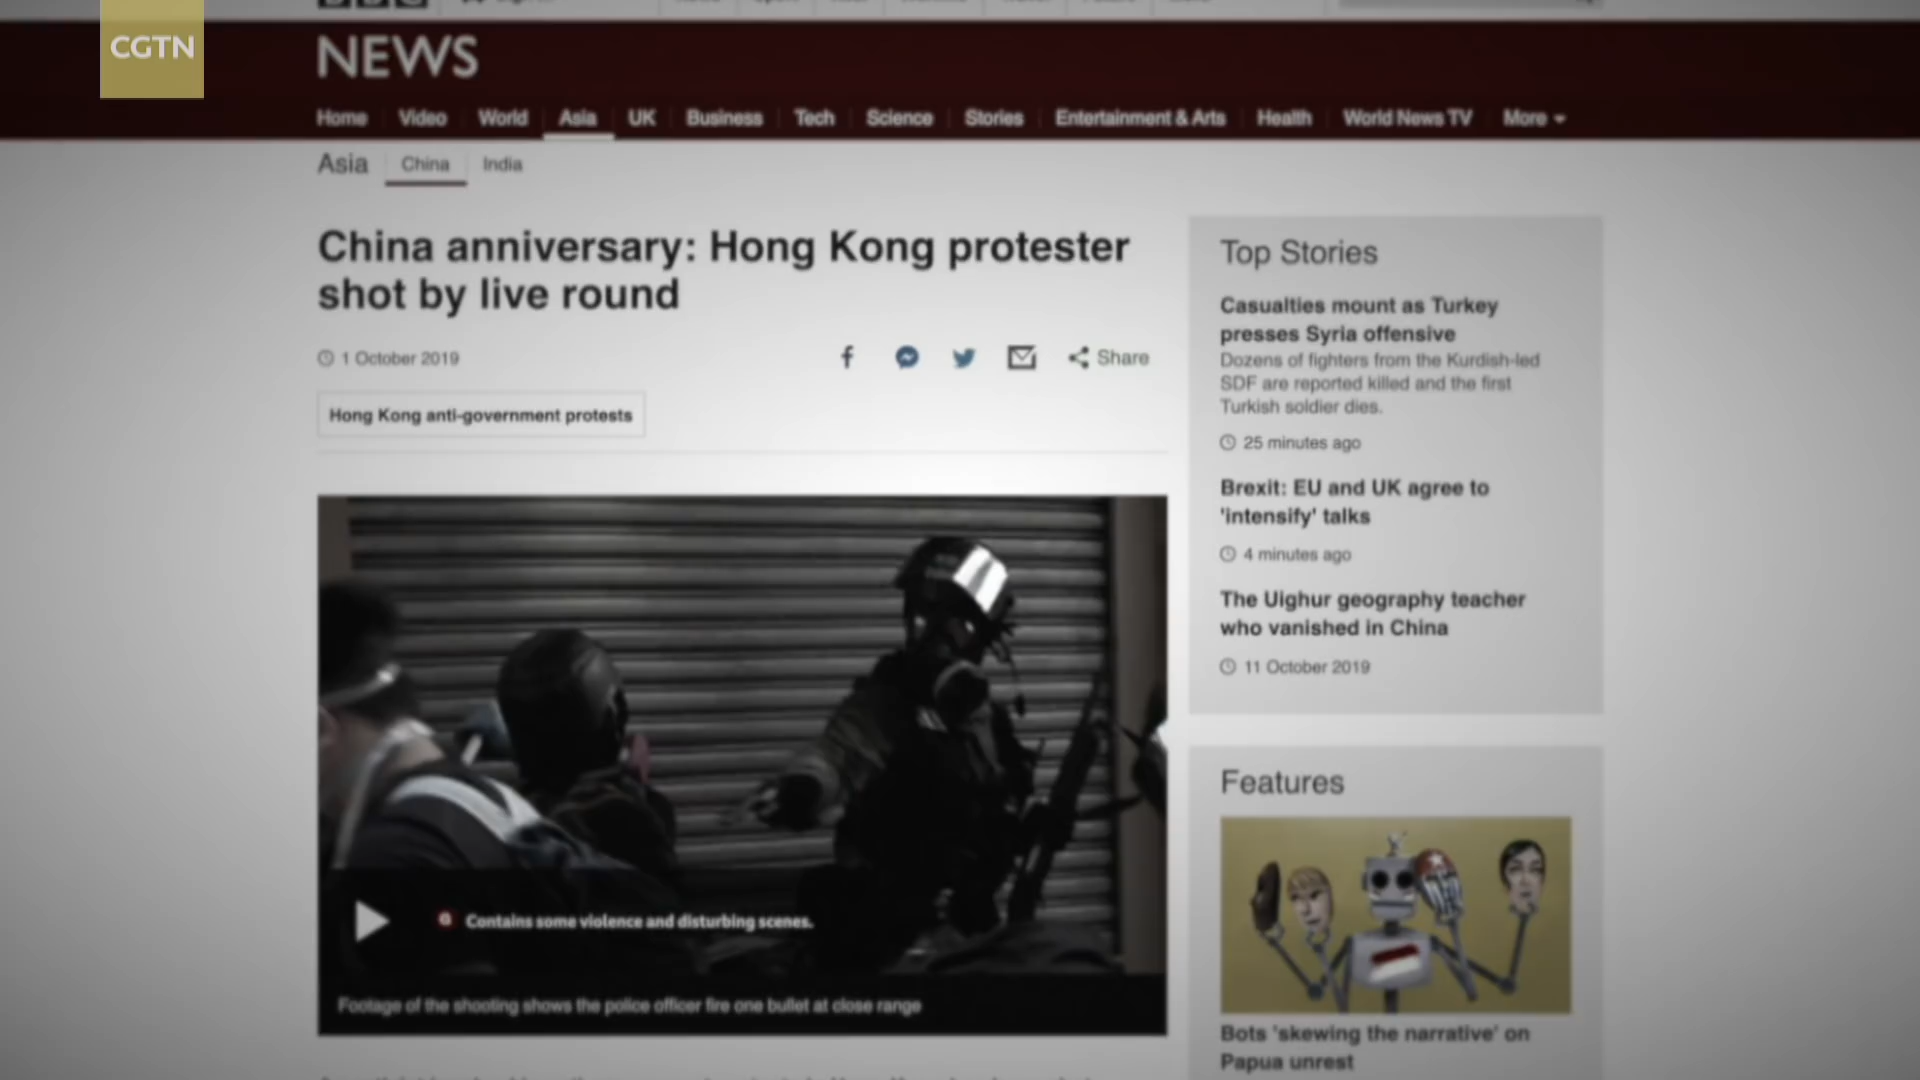 CGTN
NEWS
Home Video World Asia UK Business Tech Science Stories Entertainment & Arts Health World News TV More
Asia China India
China anniversary: Hong Kong protester
shot by live round
1 October 2019
Share
Hong Kong anti-government protests
Contains some violence and disturbing scenes.
Footage of the shooting shows the police officer fire one bullet at close range
Top Stories
Casualties mount as Turkey
presses Syria offensive
Dozens of fighters from the Kurdish-led
SDF are reported killed and the first
Turkish soldier dies.
25 minutes ago
Brexit: EU and UK agree to
'intensify' talks
4 minutes ago
The Uighur geography teacher
who vanished in China
11 October 2019
Features
Bots 'skewing the narrative' on
Papua unrest